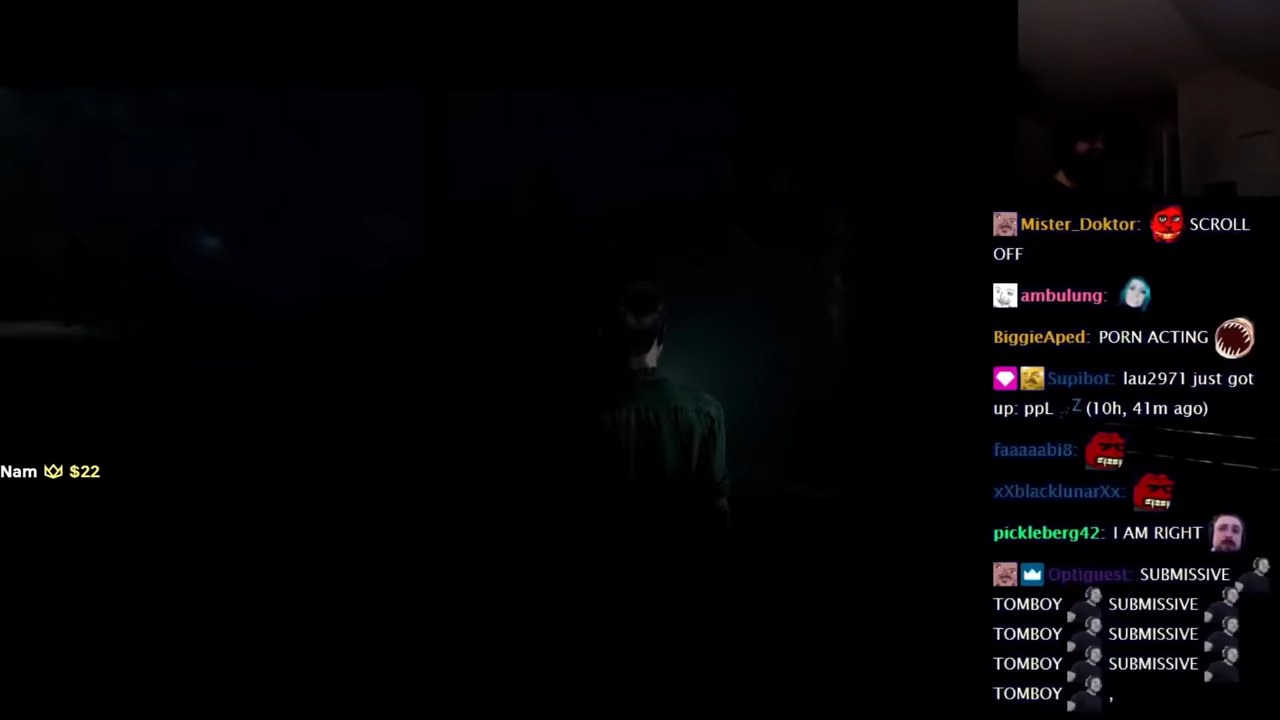 Mister_Doktor: SCROLL
OFF
ambulung:
BiggieAped: PORN ACTING
Supibot: lau2971 just got
up: ppL zzZ (10h, 41m ago)
faaaaabi8:
Nam $22
xXblacklunarXx:
pickleberg42: I AM RIGHT
Optiguest: SUBMISSIVE
TOMBOY SUBMISSIVE
TOMBOY SUBMISSIVE
TOMBOY SUBMISSIVE
TOMBOY ,